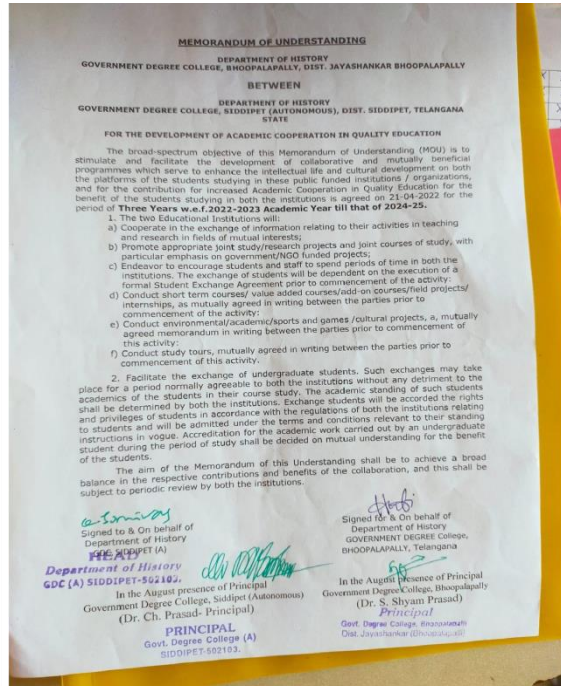 MEMORANDUM OF UNDERSTANDING
DEPARTMENT OF HISTORY
GOVERNMENT DEGREE COLLEGE, BHOOPALAPALLY, DIST. JAYASHANKAR BHOOPALAPALLY
BETWEEN
DEPARTMENT OF HISTORY
GOVERNMENT DEGREE COLLEGE, SIDDIPET (AUTONOMOUS), DIST. SIDDIPET, TELANGANA
STATE
FOR THE DEVELOPMENT OF ACADEMIC COOPERATION IN QUALITY EDUCATION
The broad-spectrum objective of this Memorandum of Understanding (MOU) is to
stimulate and facilitate the development of collaborative and mutually beneficial
programmes which serve to enhance the intellectual life and cultural development on both
the platforms of the students studying in these public funded institutions / organizations,
and for the contribution for increased Academic Cooperation in Quality Education for the
benefit of the students studying in both the institutions is agreed on 21-04-2022 for the
period of Three Years w.e.f.2022-2023 Academic Year till that of 2024-25.
1. The two Educational Institutions will:
a) Cooperate in the exchange of information relating to their activities in teaching
and research in fields of mutual interests;
b) Promote appropriate joint study/research projects and joint courses of study, with
particular emphasis on government/NGO funded projects;
c) Endeavor to encourage students and staff to spend periods of time in both the
institutions. The exchange of students will be dependent on the execution of a
formal Student Exchange Agreement prior to commencement of the activity:
d) Conduct short term courses/ value added courses/add-on courses/field projects/
internships, as mutually agreed in writing between the parties prior to
commencement of the activity:
e) Conduct environmental/academic/sports and games /cultural projects, a, mutually
agreed memorandum in writing between the parties prior to commencement of
this activity:
f) Conduct study tours, mutually agreed in writing between the parties prior to
commencement of this activity.
2. Facilitate the exchange of undergraduate students. Such exchanges may take
place for a period normally agreeable to both the institutions without any detriment to the
academics of the students in their course study. The academic standing of such students
shall be determined by both the institutions. Exchange students will be accorded the rights
and privileges of students in accordance with the regulations of both the institutions relating
to students and will be admitted under the terms and conditions relevant to their standing
instructions in vogue. Accreditation for the academic work carried out by an undergraduate
student during the period of study shall be decided on mutual understanding for the benefit
of the students.
The aim of the Memorandum of this Understanding shall be to achieve a broad
balance in the respective contributions and benefits of the collaboration, and this shall be
subject to periodic review by both the institutions.
Signed to & On behalf of
Department of History
GDC SIDDIPET (A)
HEAD
Department of History
GDC (A) SIDDIPET-502103.
In the August presence of Principal
Government Degree College, Siddipet (Autonomous)
(Dr. Ch. Prasad- Principal)
PRINCIPAL
Govt. Degree College (A)
SIDDIPET-502103.
Signed for & On behalf of
Department of History
GOVERNMENT DEGREE College,
BHOOPALAPALLY, Telangana
In the August presence of Principal
Government Degree College, Bhoopalapally
(Dr. S. Shyam Prasad)
Principal
Govt. Degree College, Bhoopalapally
Dist. Jayashankar (Bhoopalapalli)